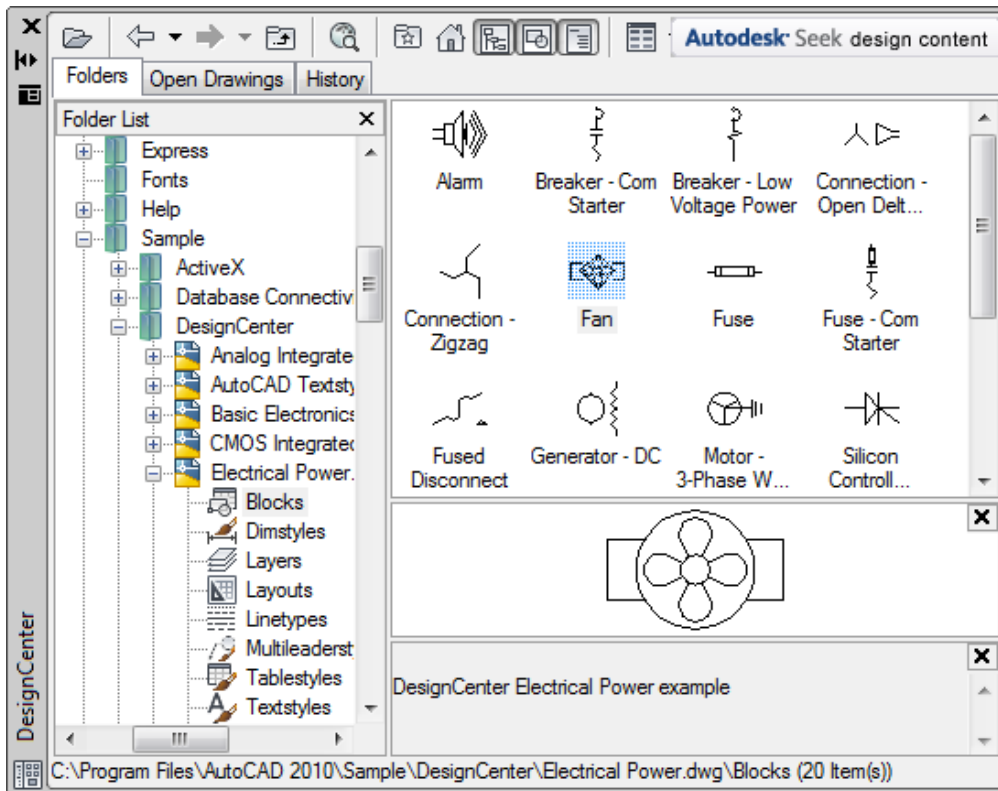 Autodesk Seek design content
Folders
Open Drawings
History
Folder List
Express
Fonts
Help
Sample
ActiveX
Database Connectivi
DesignCenter
Analog Integrate
AutoCAD Textsty
Basic Electronics
CMOS Integrated
Electrical Power.
Blocks
Dimstyles
Layers
Layouts
Linetypes
Multileaderst
Tablestyles
Textstyles
Alarm
Breaker - Com
Starter
Breaker - Low
Voltage Power
Connection -
Open Delt...
Connection -
Zigzag
Fan
Fuse
Fuse - Com
Starter
Fused
Disconnect
Generator - DC
Motor -
3-Phase W...
Silicon
Controll...
DesignCenter Electrical Power example
DesignCenter
C:\Program Files\AutoCAD 2010\Sample\DesignCenter\Electrical Power.dwg\Blocks (20 Item(s))